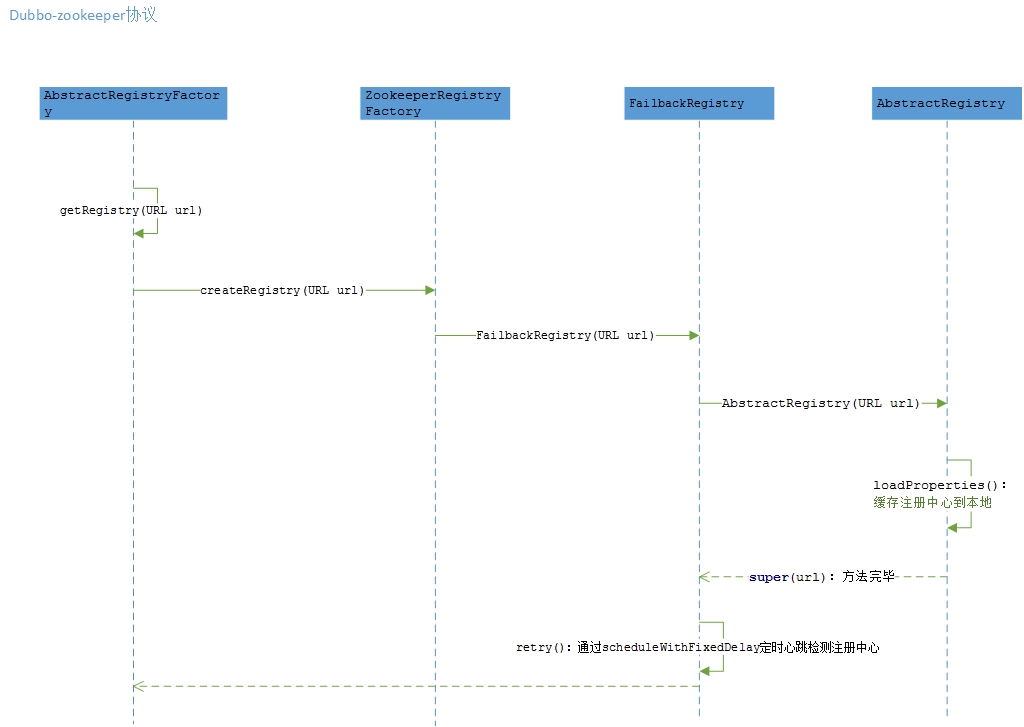 Dubbo-zookeeper协议
AbstractRegistryFactor
y
ZookeeperRegistry
Factory
FailbackRegistry
AbstractRegistry
getRegistry(URL url)
createRegistry(URL url)
FailbackRegistry(URL url)
AbstractRegistry(URL url)
loadProperties():
缓存注册中心到本地
super(url): 方法完毕
retry(): 通过scheduleWithFixedDelay定时心跳检测注册中心